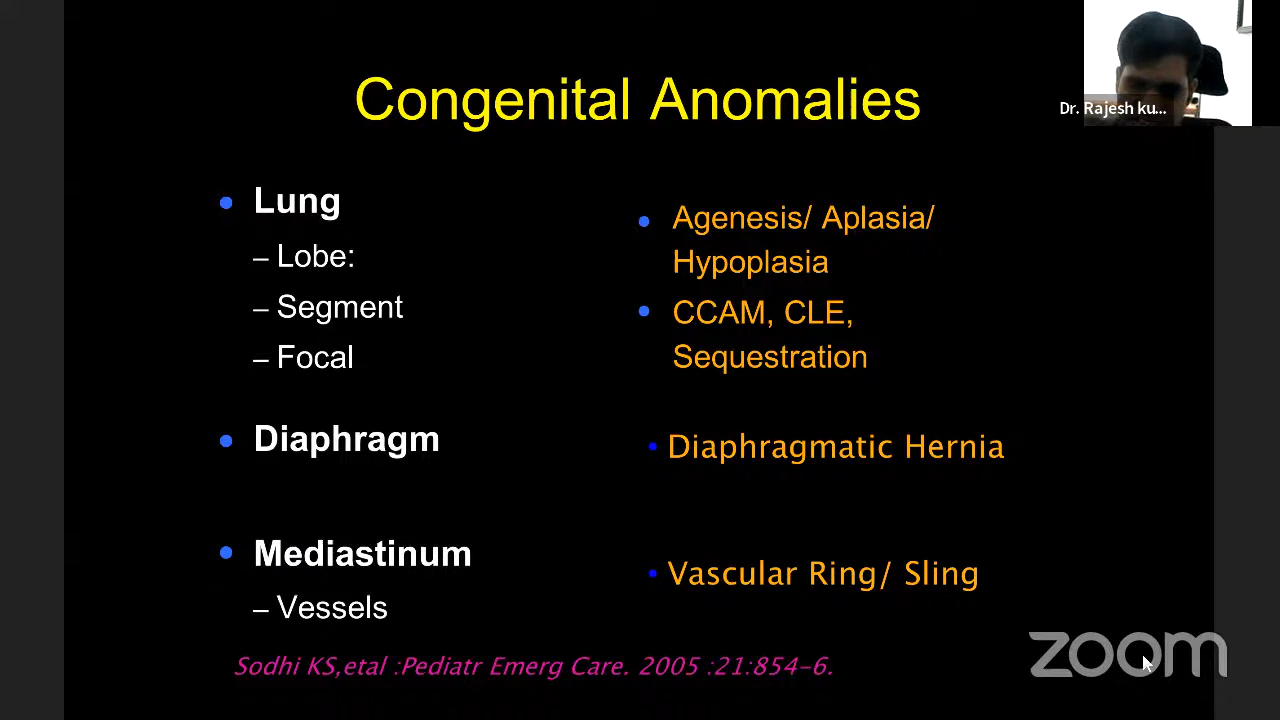 Congenital Anomalies
Dr. Rajesh ku...
• Lung
– Lobe:
– Segment
– Focal
• Agenesis/ Aplasia/
Hypoplasia
• CCAM, CLE,
Sequestration
• Diaphragm
• Diaphragmatic Hernia
• Mediastinum
– Vessels
• Vascular Ring/ Sling
Sodhi KS,etal :Pediatr Emerg Care. 2005 :21:854-6.
zoom